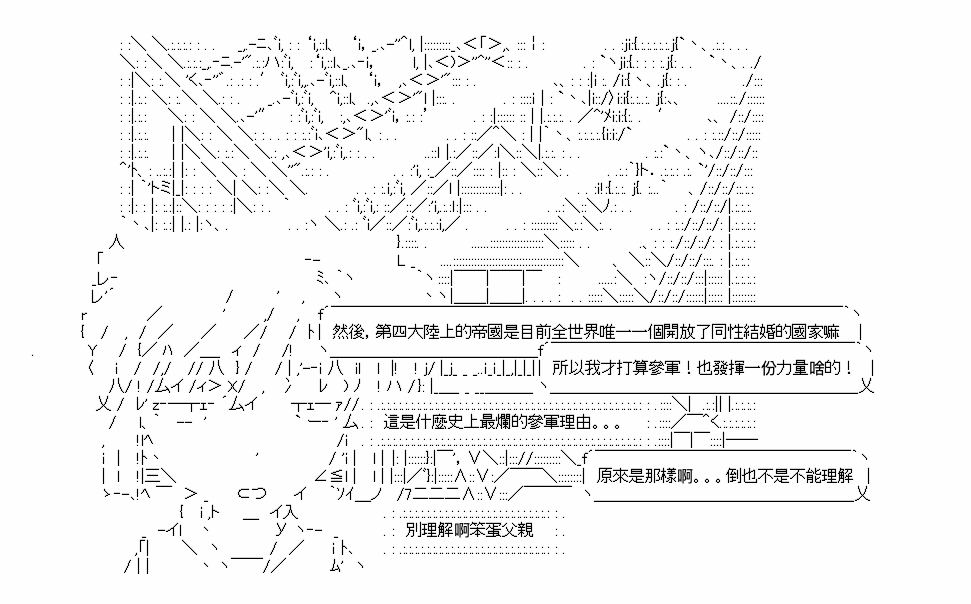 然後，第四大陸上的帝國是目前全世界唯一一個開放了同性結婚的國家嘛
所以我才打算參軍！也發揮一份力量啥的！
這是什麼史上最爛的參軍理由。。。
原來是那樣啊。。。倒也不是不能理解
別理解啊笨蛋父親